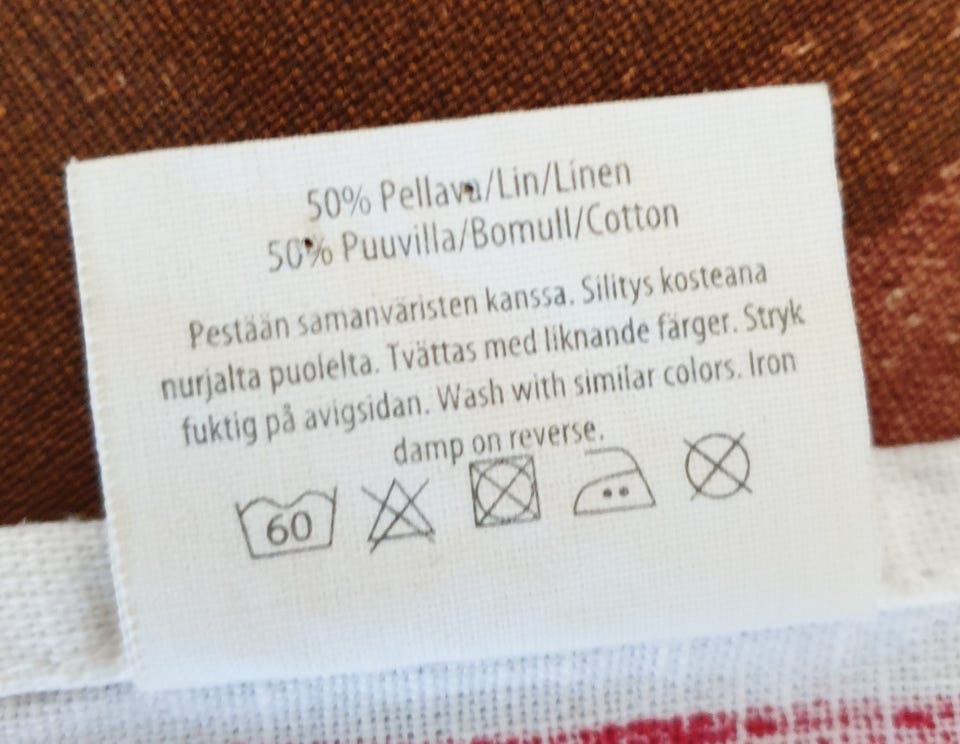 50% Pellava/Lin/Linen
50% Puuvilla/Bomull/Cotton
Pestään samanväristen kanssa. Silitys kosteana
nurjalta puolelta. Tvättas med liknande färger. Stryk
fuktig på avigsidan. Wash with similar colors. Iron
damp on reverse.
60